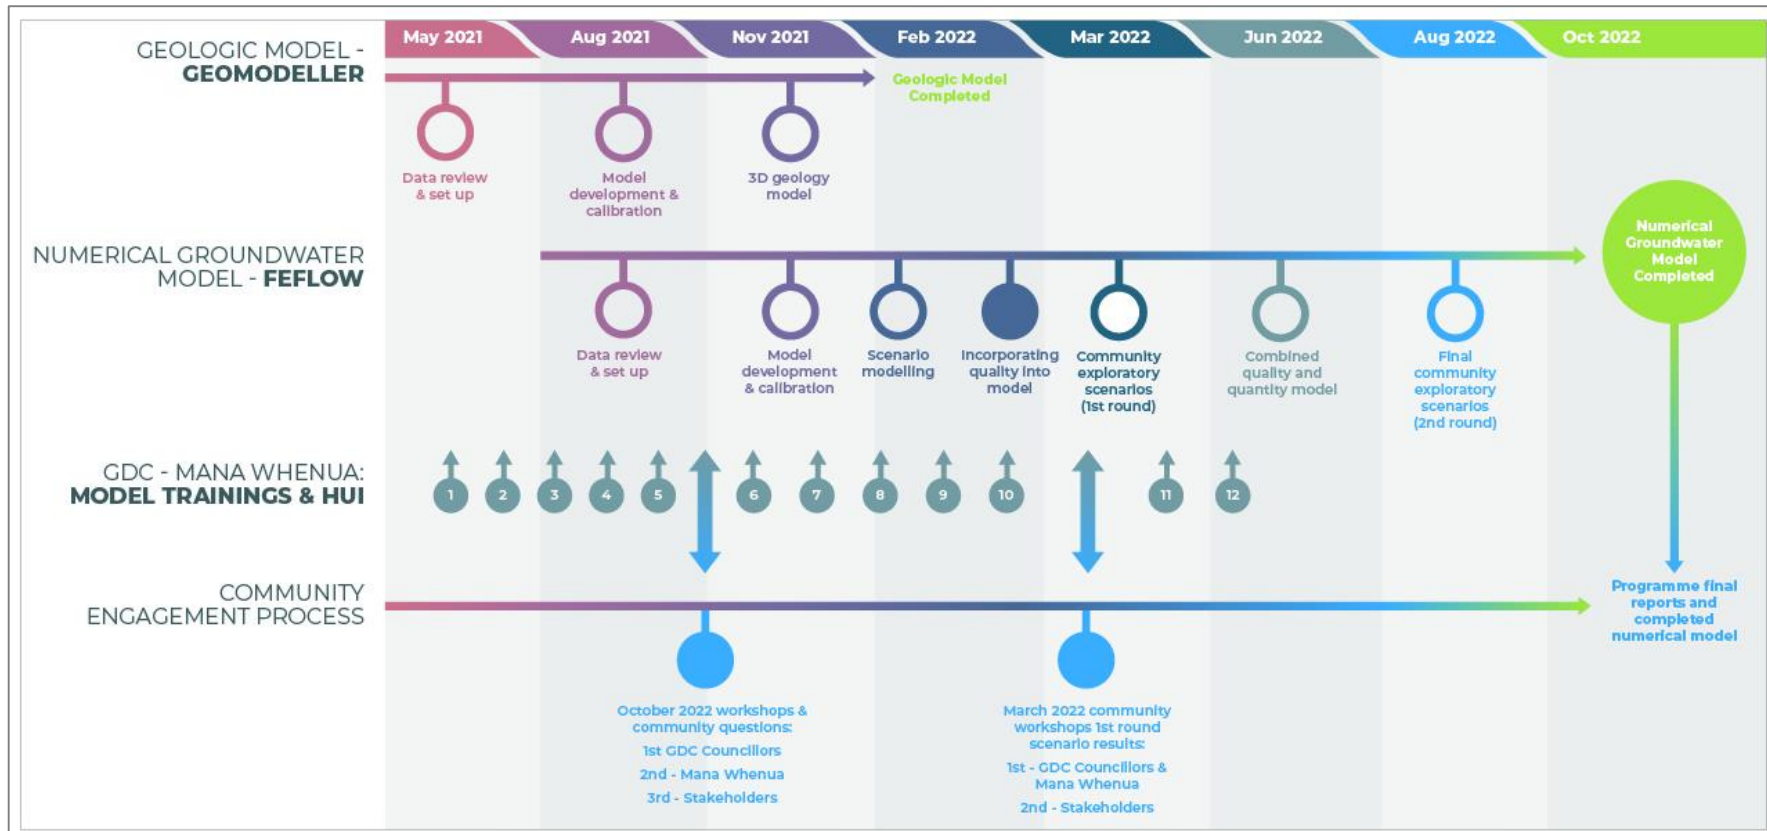 May 2021
Aug 2021
Nov 2021
Feb 2022
Mar 2022
Jun 2022
Aug 2022
Oct 2022
GEOLOGIC MODEL -
GEOMODELLER
Geologic Model
Completed
Data review
& set up
Model
development &
calibration
3D geology
model
NUMERICAL GROUNDWATER
MODEL - FEFLOW
Numerical
Groundwater
Model
Completed
Data review
& set up
Model
development
& calibration
Scenario
modelling
Incorporating
quality into
model
Community
exploratory
scenarios
(1st round)
Combined
quality and
quantity model
Final
community
exploratory
scenarios
(2nd round)
GDC - MANA WHENUA:
MODEL TRAININGS & HUI
1
2
3
4
5
6
7
8
9
10
11
12
COMMUNITY
ENGAGEMENT PROCESS
Programme final
reports and
completed
numerical model
October 2022 workshops &
community questions:
1st GDC Councillors
2nd - Mana Whenua
3rd - Stakeholders
March 2022 community
workshops 1st round
scenario results:
1st - GDC Councillors &
Mana Whenua
2nd - Stakeholders